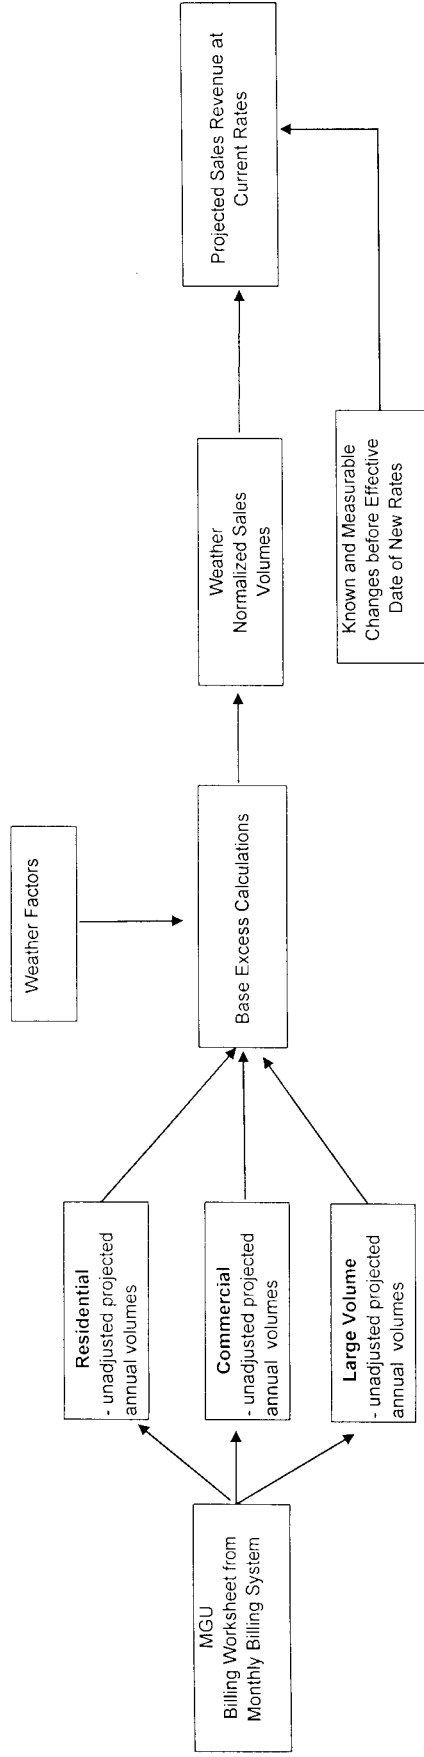 MGU
Billing Worksheet from
Monthly Billing System
Residential
- unadjusted projected
annual volumes
Commercial
- unadjusted projected
annual volumes
Large Volume
- unadjusted projected
annual volumes
Weather Factors
Base Excess Calculations
Weather
Normalized Sales
Volumes
Known and Measurable
Changes before Effective
Date of New Rates
Projected Sales Revenue at
Current Rates